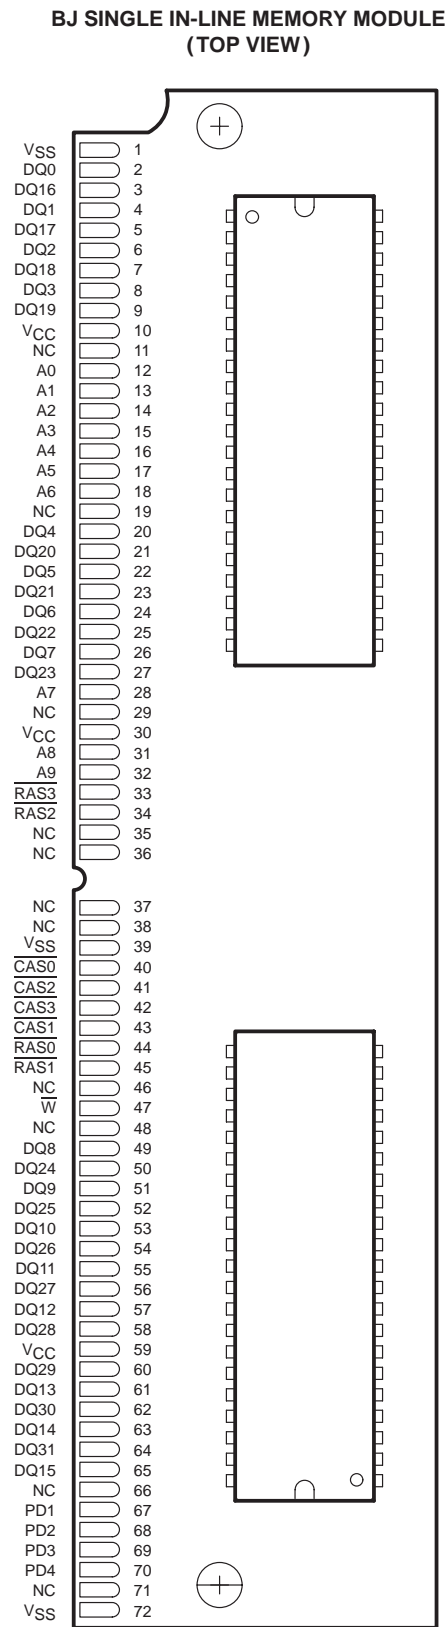 BJ SINGLE IN-LINE MEMORY MODULE
(TOP VIEW)
VSS 1
DQ0 2
DQ16 3
DQ1 4
DQ17 5
DQ2 6
DQ18 7
DQ3 8
DQ19 9
VCC 10
NC 11
A0 12
A1 13
A2 14
A3 15
A4 16
A5 17
A6 18
NC 19
DQ4 20
DQ20 21
DQ5 22
DQ21 23
DQ6 24
DQ22 25
DQ7 26
DQ23 27
A7 28
NC 29
VCC 30
A8 31
A9 32
RAS3 33
RAS2 34
NC 35
NC 36
NC 37
NC 38
VSS 39
CAS0 40
CAS2 41
CAS3 42
CAS1 43
RAS0 44
RAS1 45
NC 46
W 47
NC 48
DQ8 49
DQ24 50
DQ9 51
DQ25 52
DQ10 53
DQ26 54
DQ11 55
DQ27 56
DQ12 57
DQ28 58
VCC 59
DQ29 60
DQ13 61
DQ30 62
DQ14 63
DQ31 64
DQ15 65
NC 66
PD1 67
PD2 68
PD3 69
PD4 70
NC 71
VSS 72